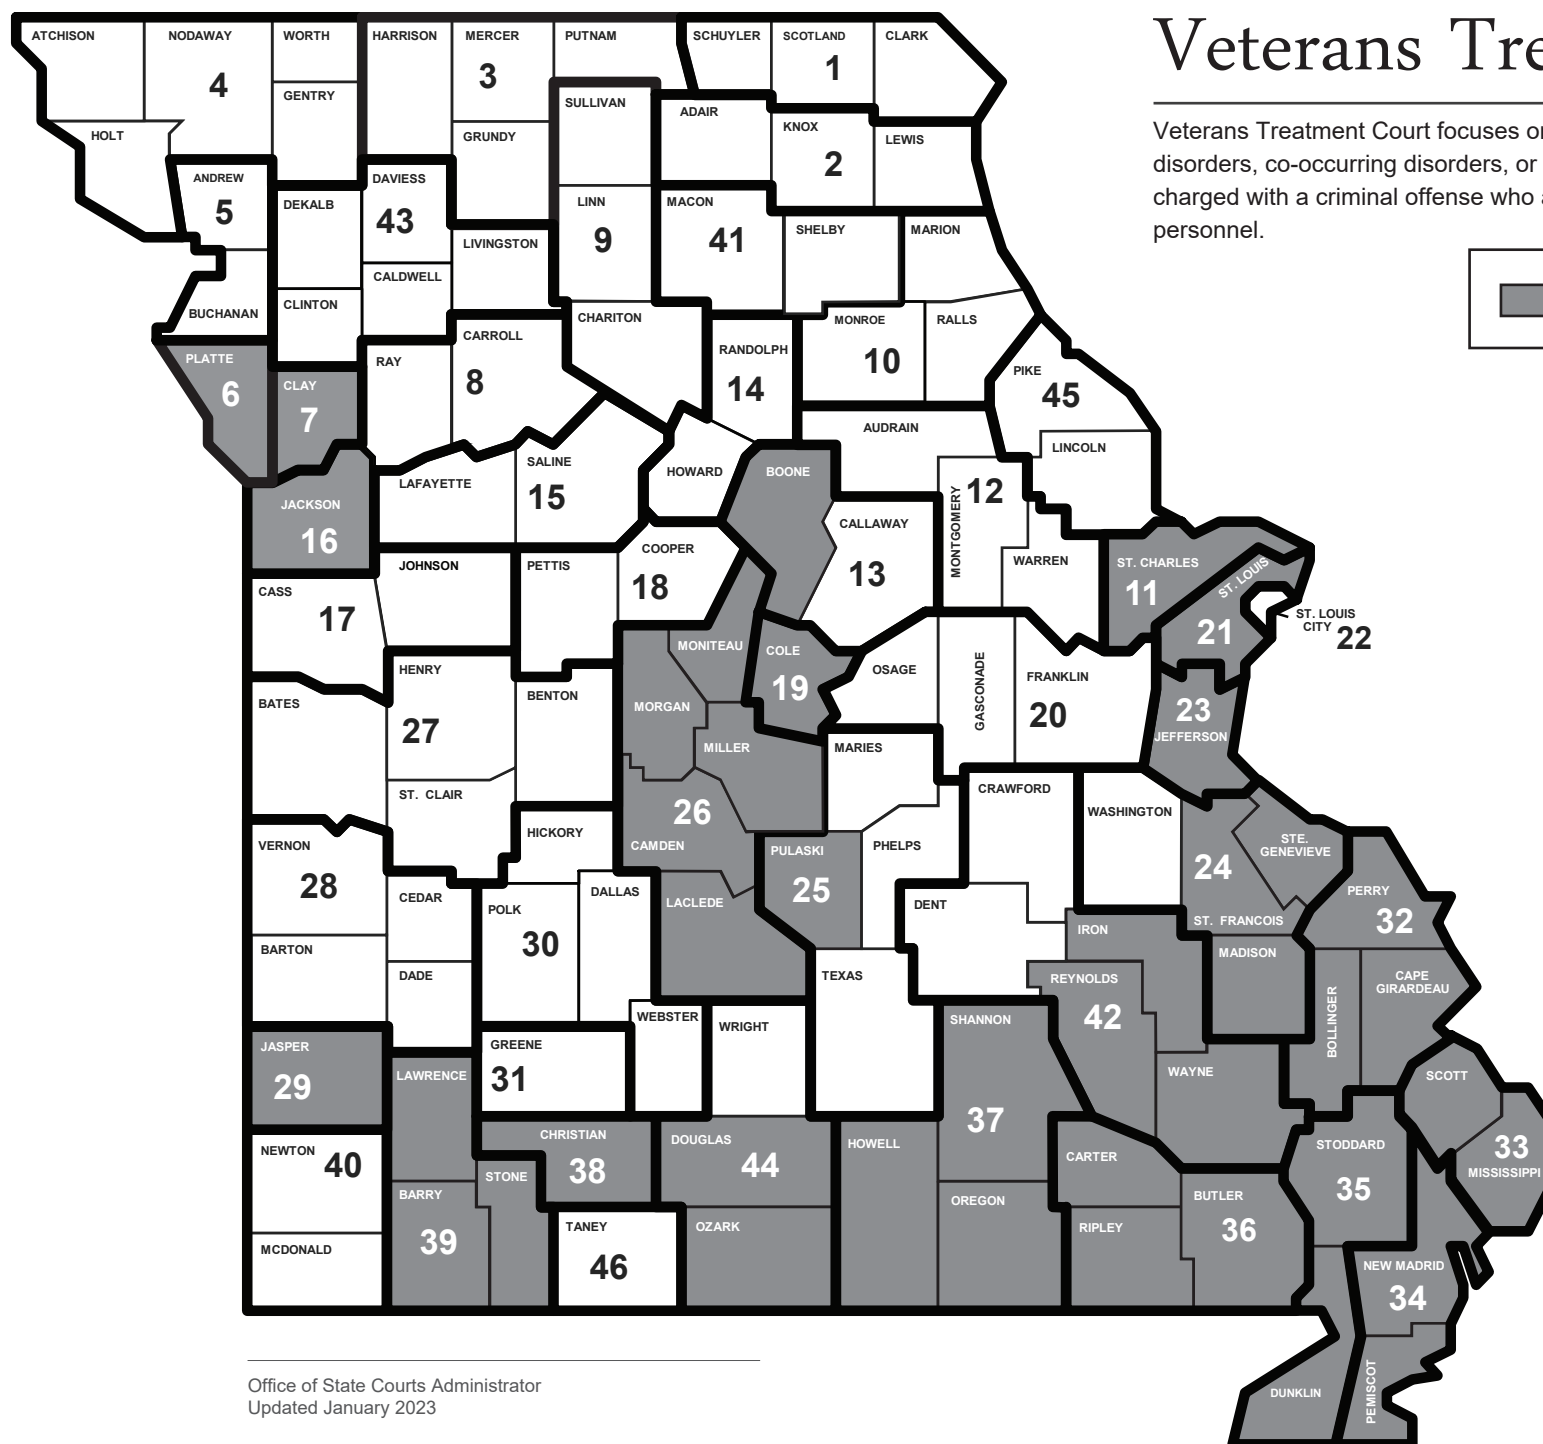 Veterans Tre
Veterans Treatment Court focuses or
disorders, co-occurring disorders, or
charged with a criminal offense who a
personnel.
ATCHISON
NODAWAY
WORTH
HARRISON
MERCER
PUTNAM
SCHUYLER
SCOTLAND
CLARK
4
3
1
GENTRY
SULLIVAN
ADAIR
KNOX
HOLT
GRUNDY
LEWIS
2
ANDREW
DAVIESS
5
DEKALB
43
LINN
MACON
9
41
SHELBY
MARION
LIVINGSTON
CALDWELL
BUCHANAN
CLINTON
CHARITON
MONROE
RALLS
CARROLL
RANDOLPH
PLATTE
RAY
10
6
CLAY
8
14
PIKE
7
45
AUDRAIN
LINCOLN
SALINE
HOWARD
BOONE
LAFAYETTE
15
12
MONTGOMERY
JACKSON
CALLAWAY
16
COOPER
JOHNSON
PETTIS
WARREN
ST. CHARLES
ST. LOUIS
CASS
18
13
11
17
ST. LOUIS
CITY 22
21
MONITEAU
COLE
HENRY
OSAGE
GASCONADE
FRANKLIN
19
BATES
BENTON
MORGAN
20
23
27
JEFFERSON
MILLER
MARIES
ST. CLAIR
CRAWFORD
26
WASHINGTON
HICKORY
VERNON
CAMDEN
PULASKI
PHELPS
STE.
GENEVIEVE
28
25
24
CEDAR
DALLAS
LACLEDE
DENT
PERRY
POLK
ST. FRANCOIS
32
30
IRON
BARTON
MADISON
DADE
TEXAS
REYNOLDS
CAPE
GIRARDEAU
WEBSTER
WRIGHT
SHANNON
42
BOLLINGER
JASPER
GREENE
29
LAWRENCE
31
WAYNE
SCOTT
37
CHRISTIAN
DOUGLAS
HOWELL
STODDARD
33
NEWTON 40
38
44
CARTER
MISSISSIPPI
STONE
35
BARRY
OREGON
BUTLER
TANEY
OZARK
RIPLEY
36
39
MCDONALD
46
NEW MADRID
34
DUNKLIN
PEMISCOT
Office of State Courts Administrator
Updated January 2023